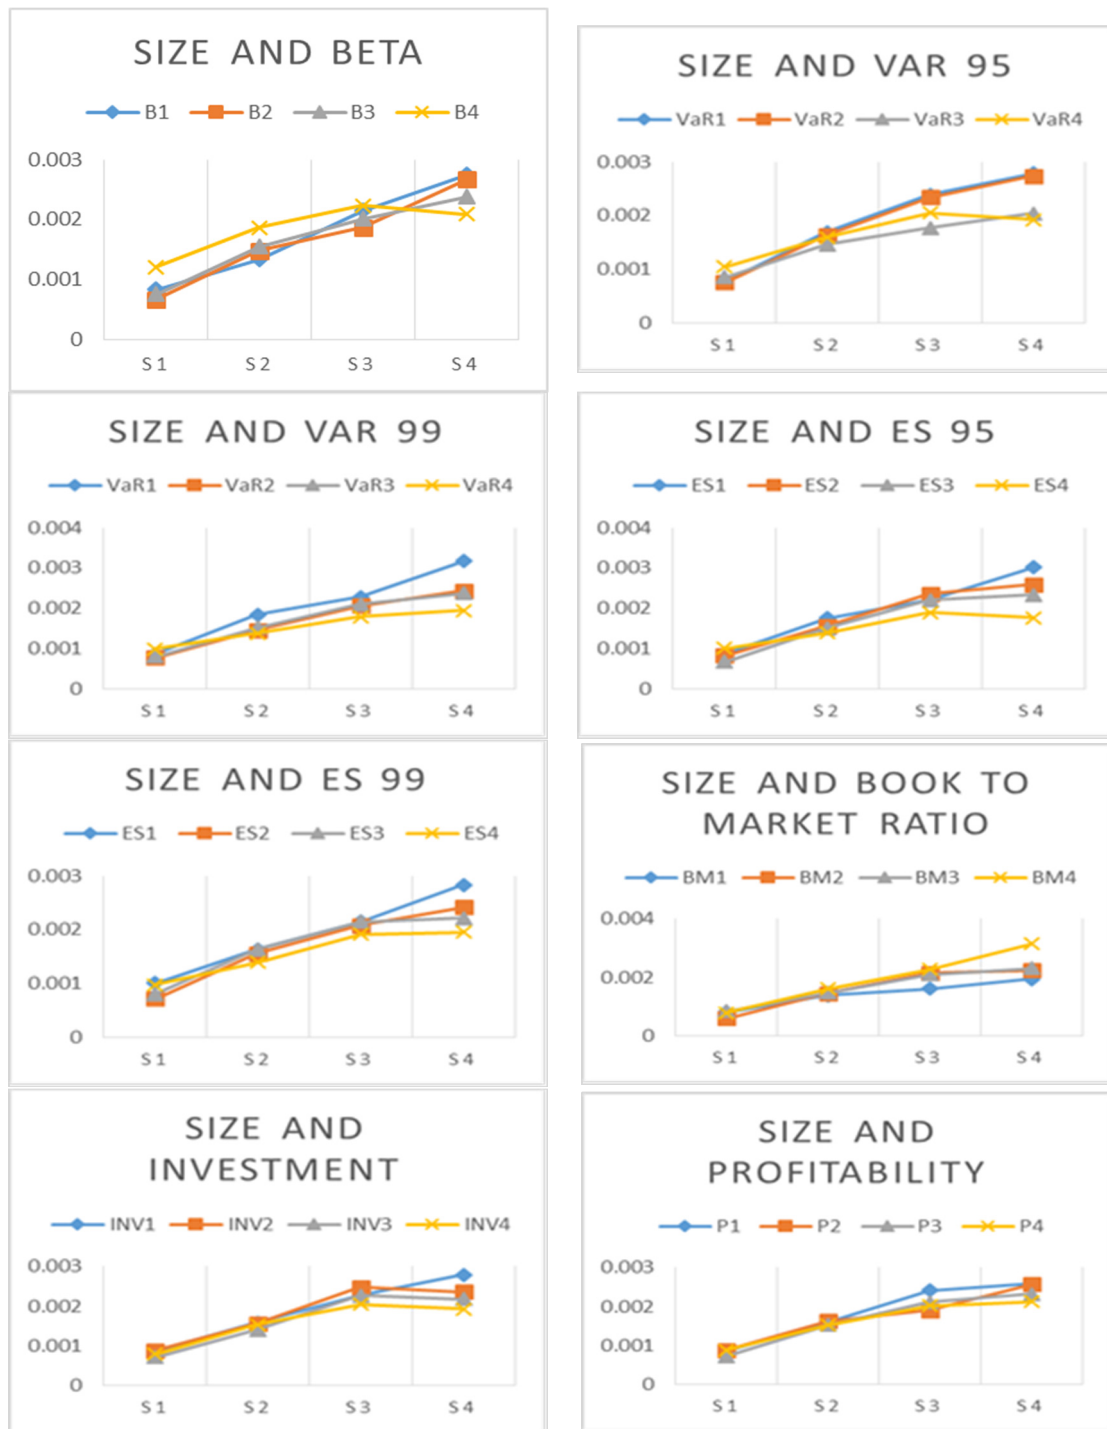 SIZE AND BETA
B1 B2 B3 B4
0.003
0.002
0.001
0
S1 S2 S3 S4
SIZE AND VAR 95
VaR1 VaR2 VaR3 VaR4
0.003
0.002
0.001
0
S1 S2 S3 S4
SIZE AND VAR 99
VaR1 VaR2 VaR3 VaR4
0.004
0.003
0.002
0.001
0
S1 S2 S3 S4
SIZE AND ES 95
ES1 ES2 ES3 ES4
0.004
0.003
0.002
0.001
0
S1 S2 S3 S4
SIZE AND ES 99
ES1 ES2 ES3 ES4
0.003
0.002
0.001
0
S1 S2 S3 S4
SIZE AND BOOK TO
MARKET RATIO
BM1 BM2 BM3 BM4
0.004
0.002
0
S1 S2 S3 S4
SIZE AND
INVESTMENT
INV1 INV2 INV3 INV4
0.003
0.002
0.001
0
S1 S2 S3 S4
SIZE AND
PROFITABILITY
P1 P2 P3 P4
0.003
0.002
0.001
0
S1 S2 S3 S4